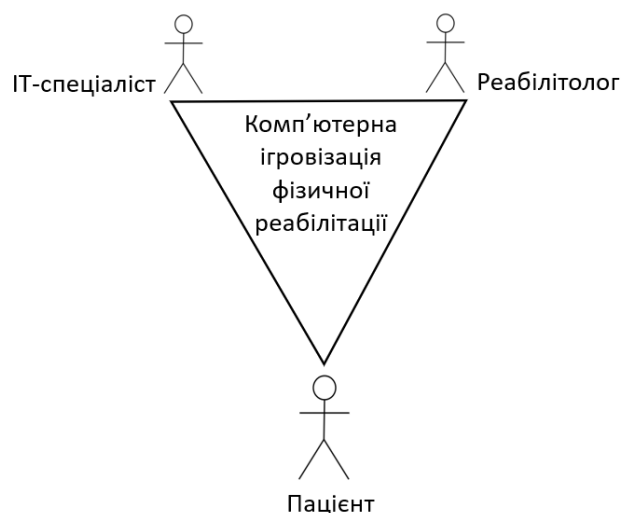 ІТ-спеціаліст
Реабілітолог
Комп’ютерна
ігровізація
фізичної
реабілітації
Пацієнт